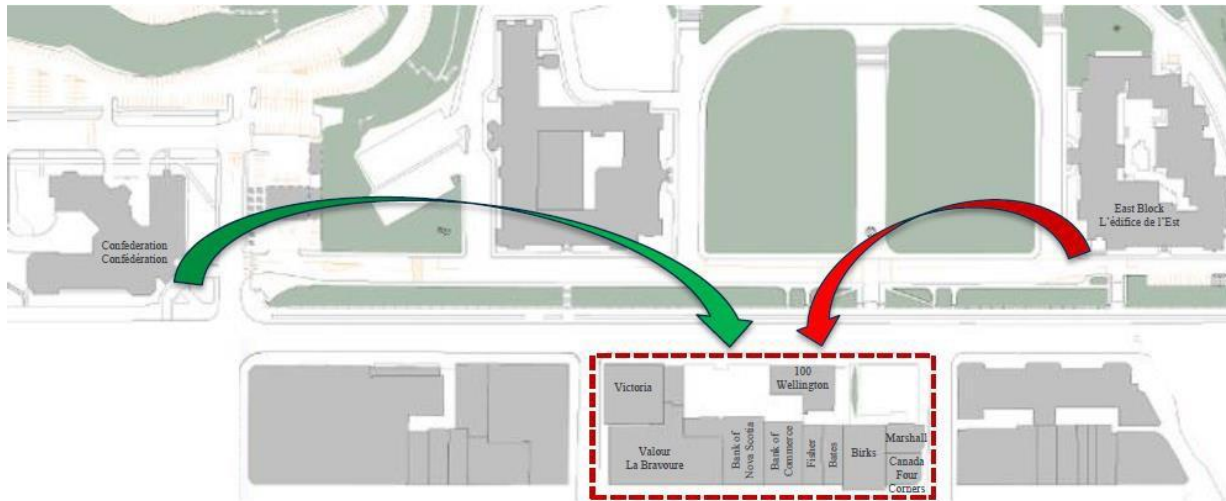 Confederation
Confédération
East Block
L'édifice de l'Est
Victoria
100
Wellington
Valour
La Bravoure
Bank of
Nova Scotia
Bank of
Commerce
Fisher
Bates
Birks
Marshall
Canada
Four
Corners